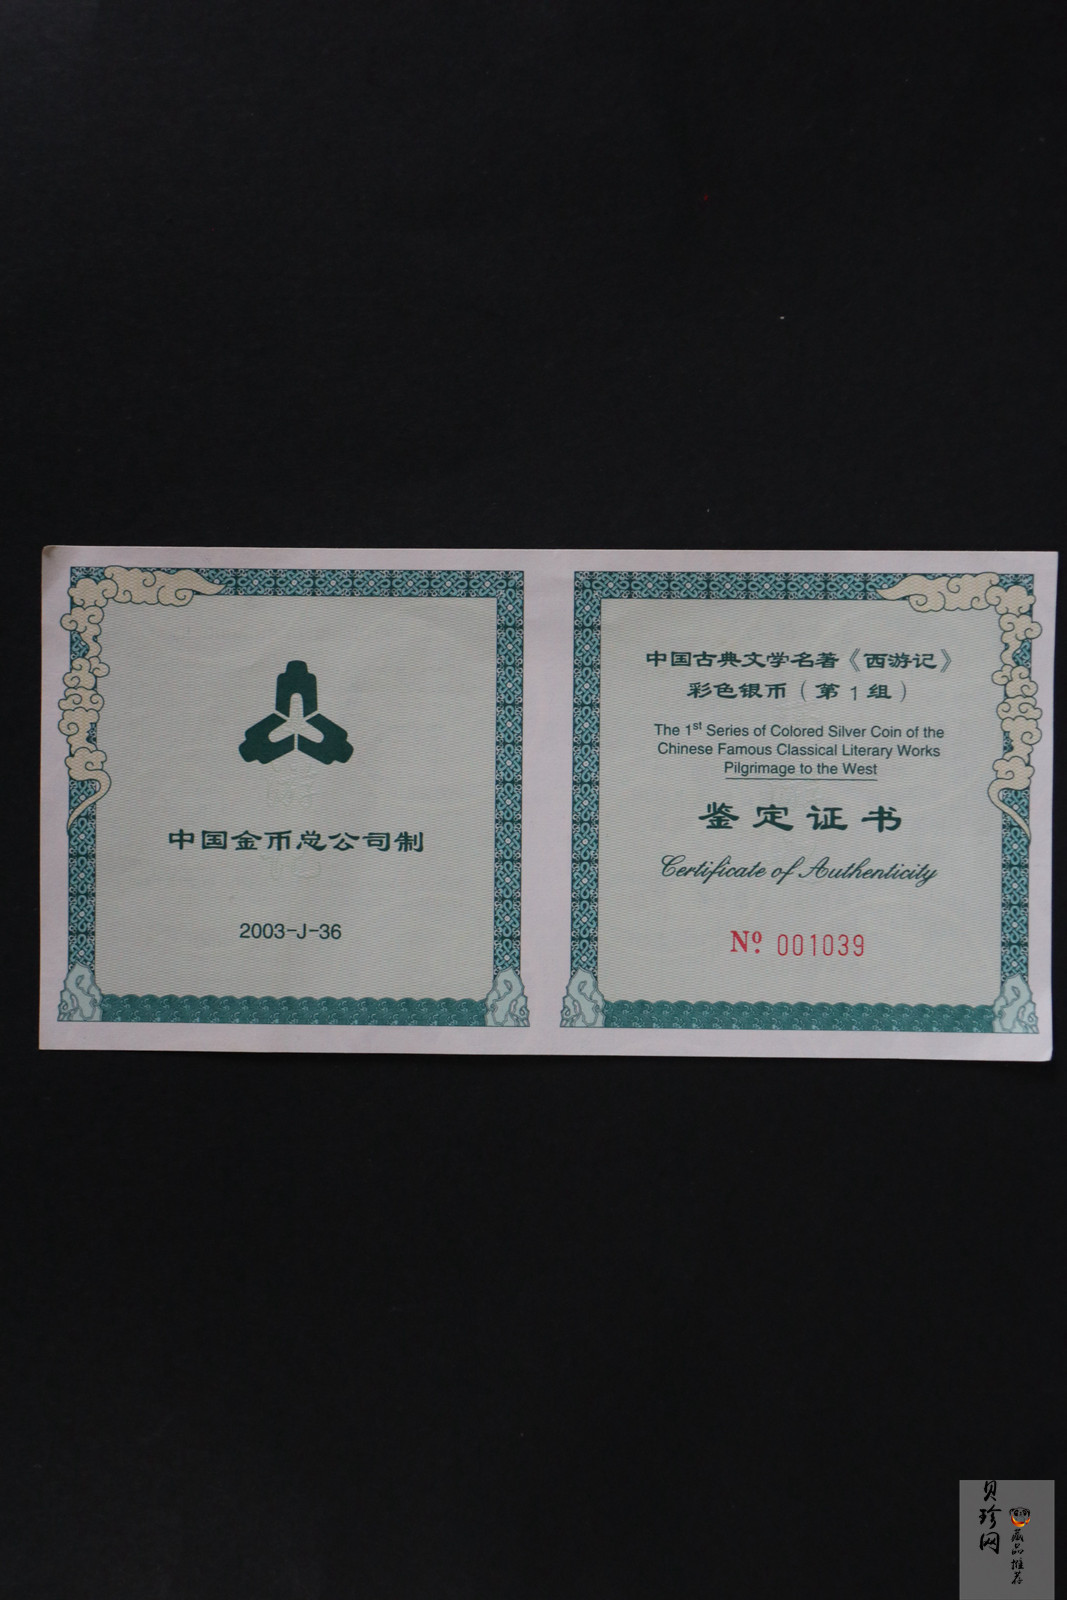 中国金币总公司制
2003-J-36
中国古典文学名著《西游记》
彩色银币（第1组）
The 1st Series of Colored Silver Coin of the
Chinese Famous Classical Literary Works
Pilgrimage to the West
鉴定证书
Certificate of Authenticity
Nº 001039
贝珍网
藏品推荐